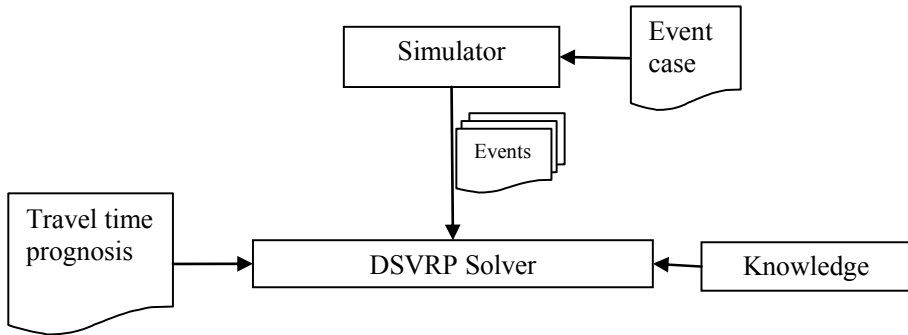 Simulator
Event
case
Events
Travel time
prognosis
DSVRP Solver
Knowledge